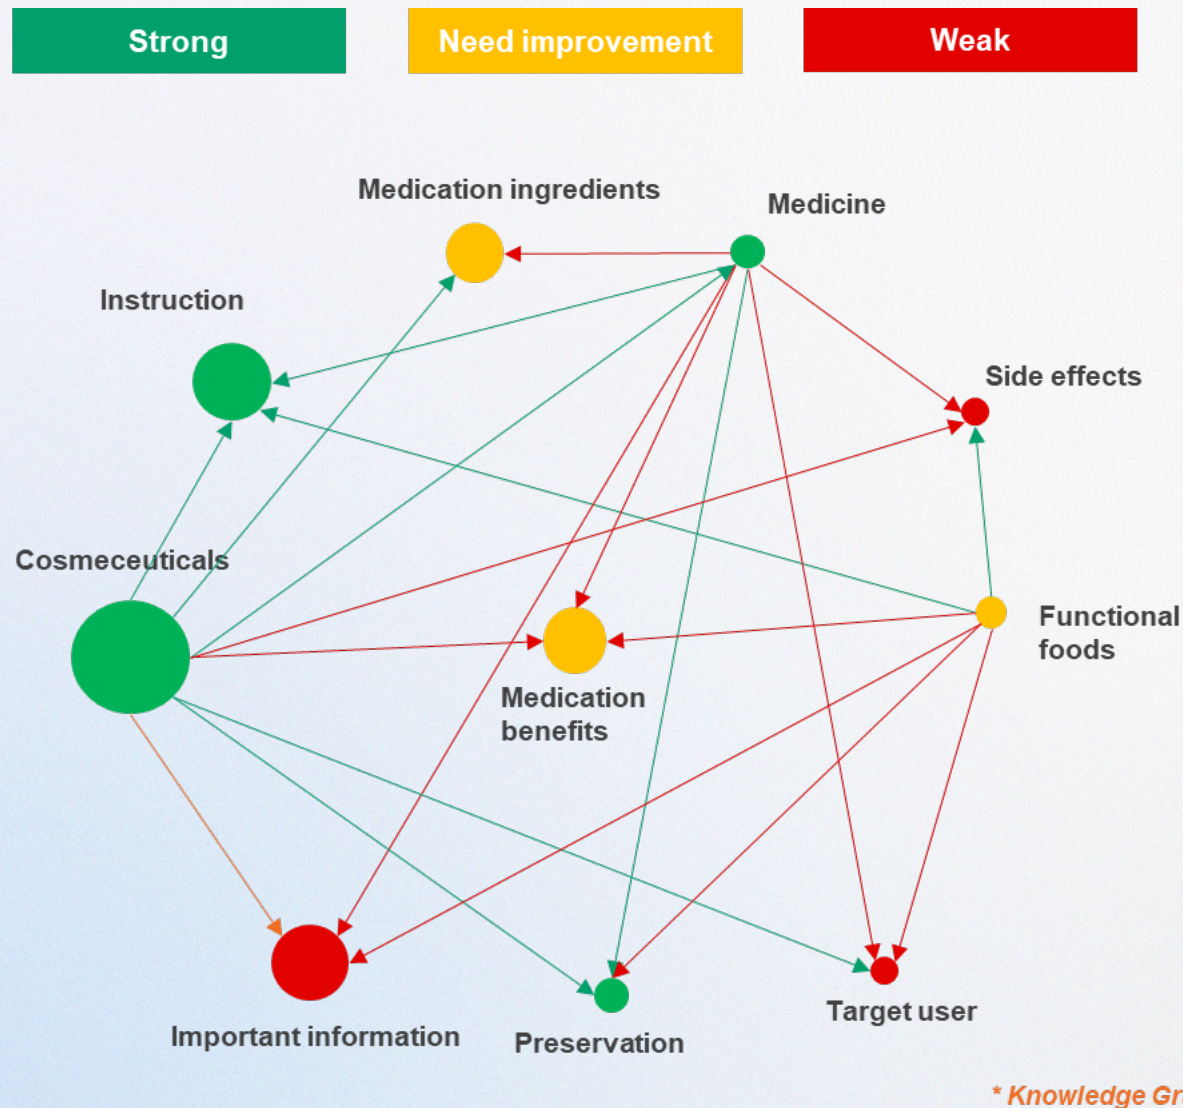 Strong
Need improvement
Weak
Medication ingredients
Medicine
Instruction
Side effects
Cosmeceuticals
Functional
foods
Medication
benefits
Target user
Important information
Preservation
* Knowledge Gr